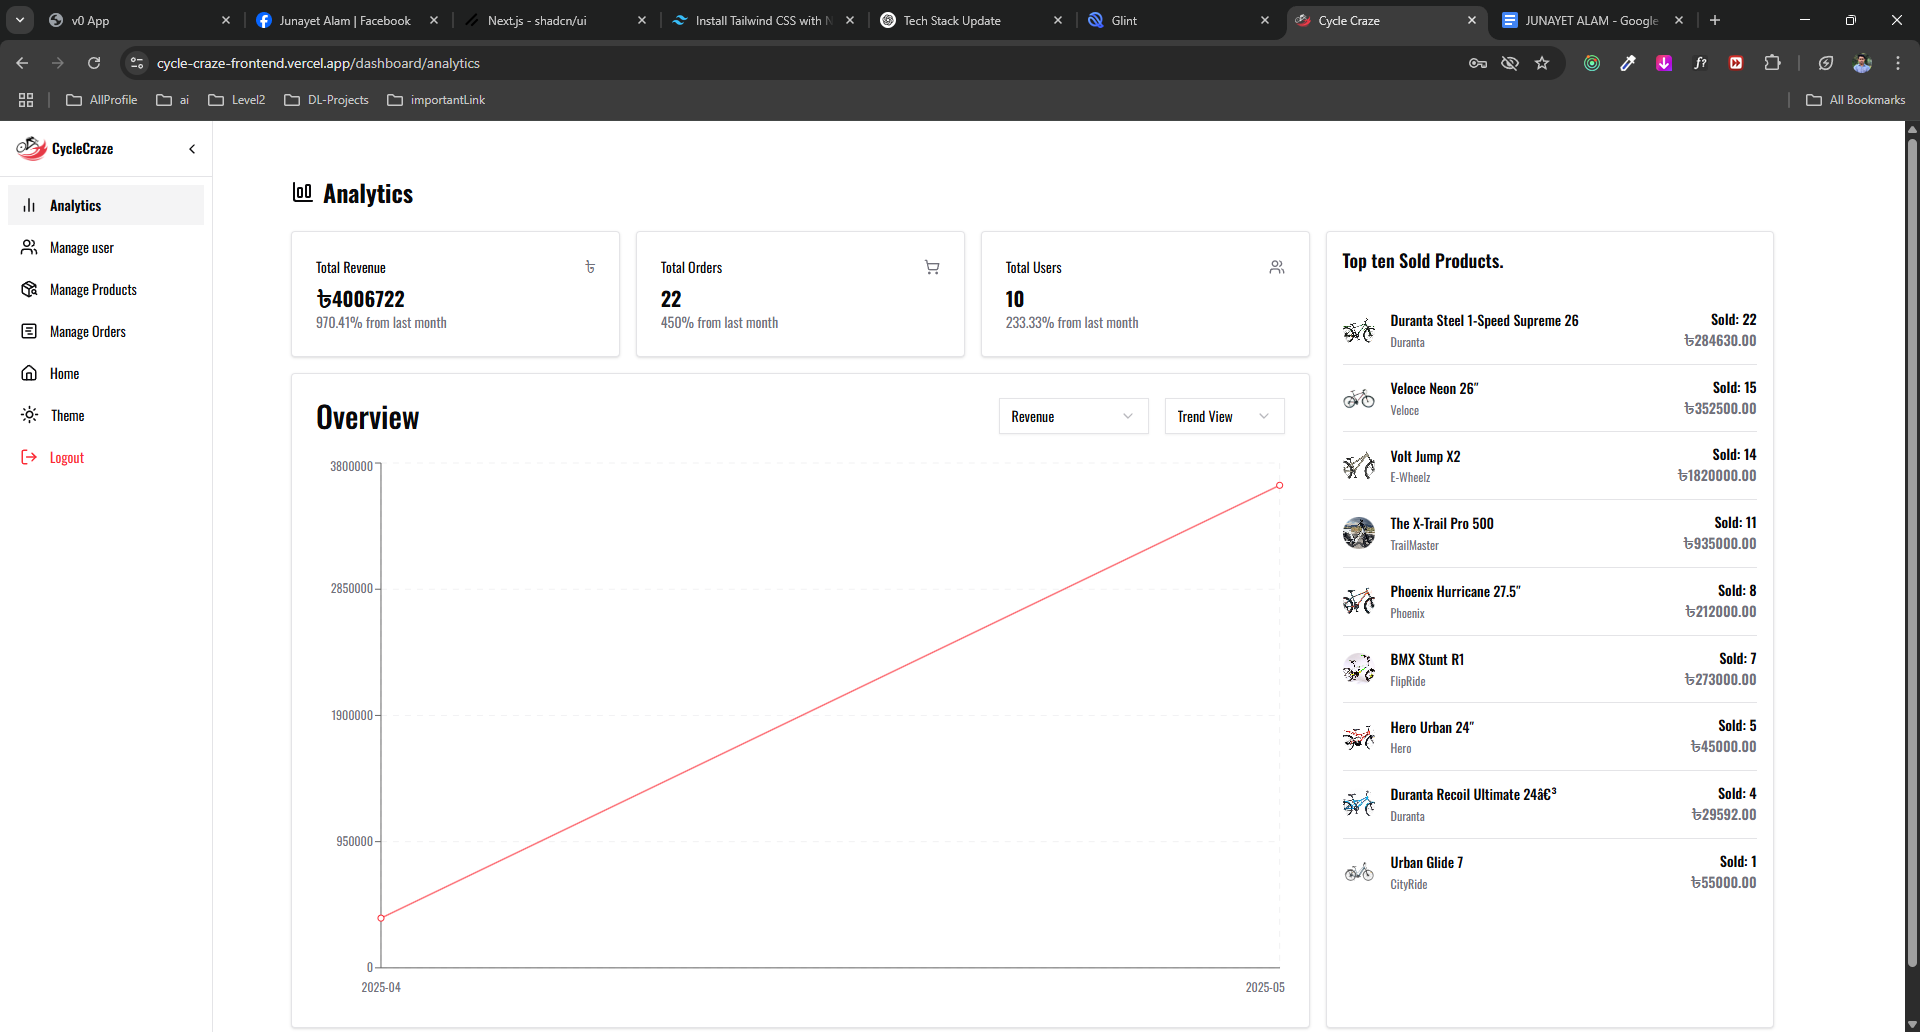 v0 App
Junayet Alam | Facebook
Next.js - shadcn/ui
Install Tailwind CSS with N
Tech Stack Update
Glint
Cycle Craze
JUNAYET ALAM - Google
cycle-craze-frontend.vercel.app/dashboard/analytics
f?
AllProfile
ai
Level2
DL-Projects
importantLink
All Bookmarks
CycleCraze
Analytics
Manage user
Manage Products
Manage Orders
Home
Theme
Logout
Analytics
Total Revenue ৳
৳4006722
970.41% from last month
Total Orders
22
450% from last month
Total Users
10
233.33% from last month
Overview
Revenue
Trend View
3800000
2850000
1900000
950000
0
2025-04
2025-05
Top ten Sold Products.
Duranta Steel 1-Speed Supreme 26 Sold: 22
Duranta ৳284630.00
Veloce Neon 26″ Sold: 15
Veloce ৳352500.00
Volt Jump X2 Sold: 14
E-Wheelz ৳1820000.00
The X-Trail Pro 500 Sold: 11
TrailMaster ৳935000.00
Phoenix Hurricane 27.5″ Sold: 8
Phoenix ৳212000.00
BMX Stunt R1 Sold: 7
FlipRide ৳273000.00
Hero Urban 24″ Sold: 5
Hero ৳45000.00
Duranta Recoil Ultimate 24â€³ Sold: 4
Duranta ৳29592.00
Urban Glide 7 Sold: 1
CityRide ৳55000.00